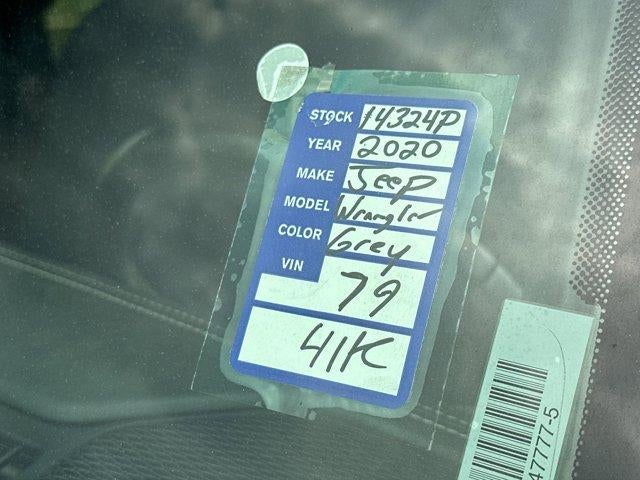 STOCK 14324P
YEAR 2020
MAKE Jeep
MODEL Wrangler
COLOR Grey
VIN 79
41K
47777-5